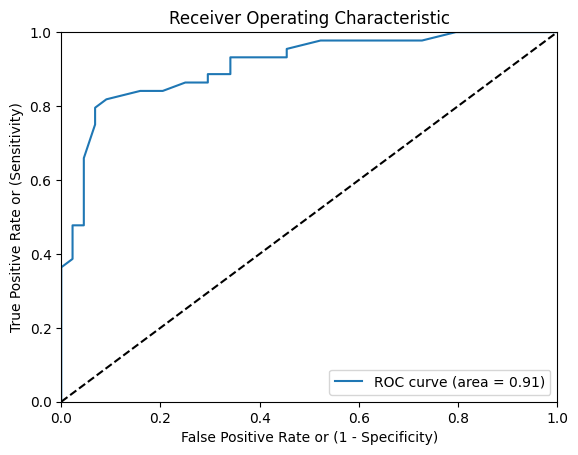 Receiver Operating Characteristic
True Positive Rate or (Sensitivity)
1.0
0.8
0.6
0.4
0.2
0.0
ROC curve (area = 0.91)
0.0 0.2 0.4 0.6 0.8 1.0
False Positive Rate or (1 - Specificity)